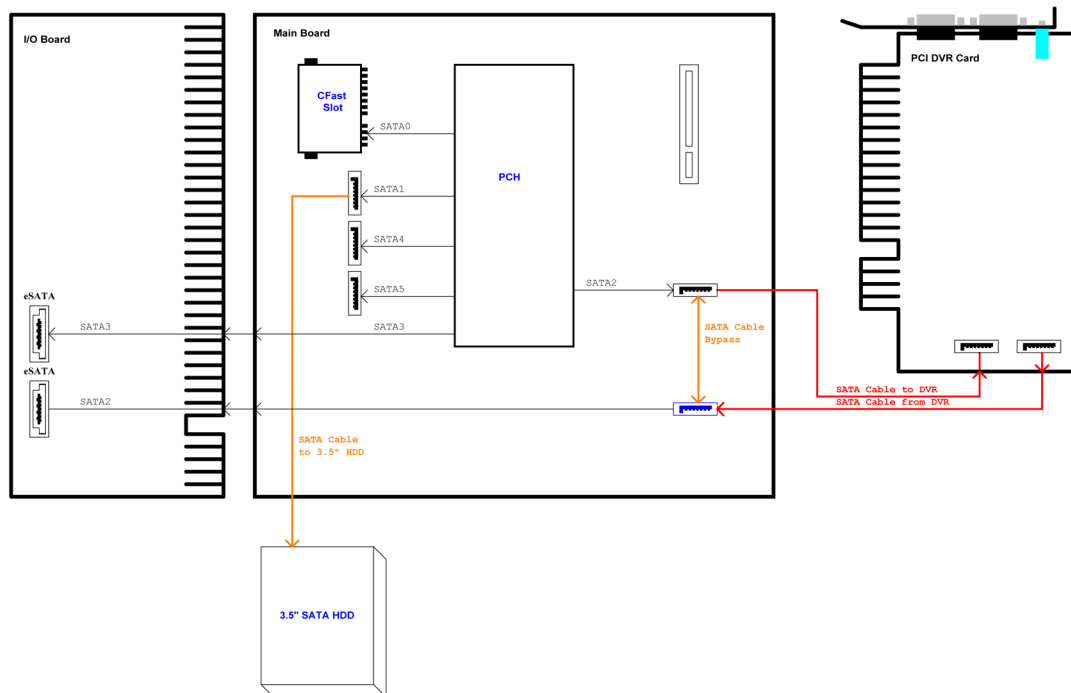 I/O Board
Main Board
PCI DVR Card
CFast
Slot
SATA0
PCH
SATA1
SATA4
SATA5
SATA2
eSATA
SATA3
SATA3
SATA Cable
Bypass
eSATA
SATA2
SATA Cable to DVR
SATA Cable from DVR
SATA Cable
to 3.5" HDD
3.5" SATA HDD